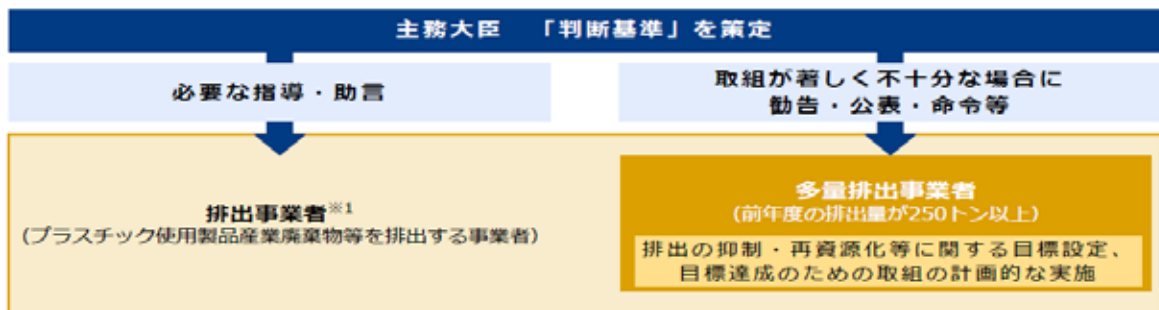 主務大臣 「判断基準」を策定
必要な指導・助言
取組が著しく不十分な場合に
勧告・公表・命令等
排出事業者※1
(プラスチック使用製品産業廃棄物等を排出する事業者)
多量排出事業者
(前年度の排出量が250トン以上)
排出の抑制・再資源化等に関する目標設定、
目標達成のための取組の計画的な実施